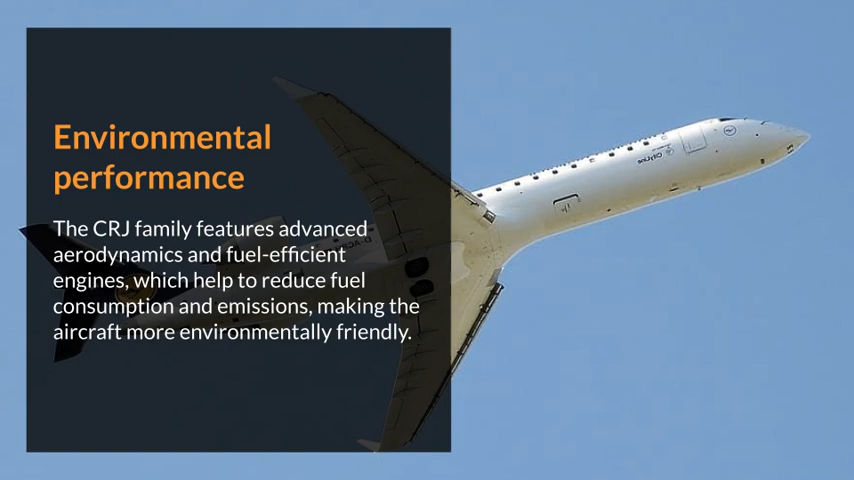 Environmental
performance
The CRJ family features advanced
aerodynamics and fuel-efficient
engines, which help to reduce fuel
consumption and emissions, making the
aircraft more environmentally friendly.